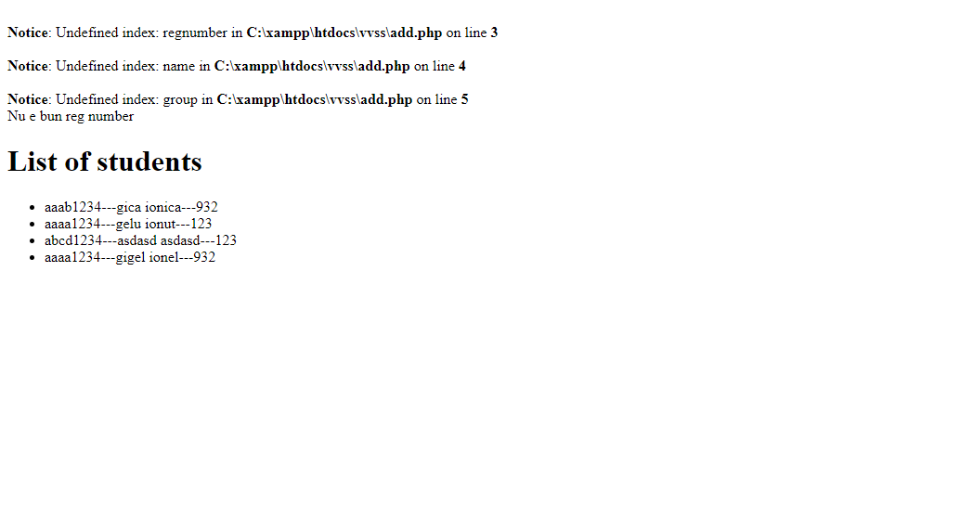 Notice: Undefined index: regnumber in C:\xampp\htdocs\vvss\add.php on line 3
Notice: Undefined index: name in C:\xampp\htdocs\vvss\add.php on line 4
Notice: Undefined index: group in C:\xampp\htdocs\vvss\add.php on line 5
Nu e bun reg number
List of students
• aaab1234---gica ionica---932
• aaaa1234---gelu ionut---123
• abcd1234---asdasd asdasd---123
• aaaa1234---gigel ionel---932